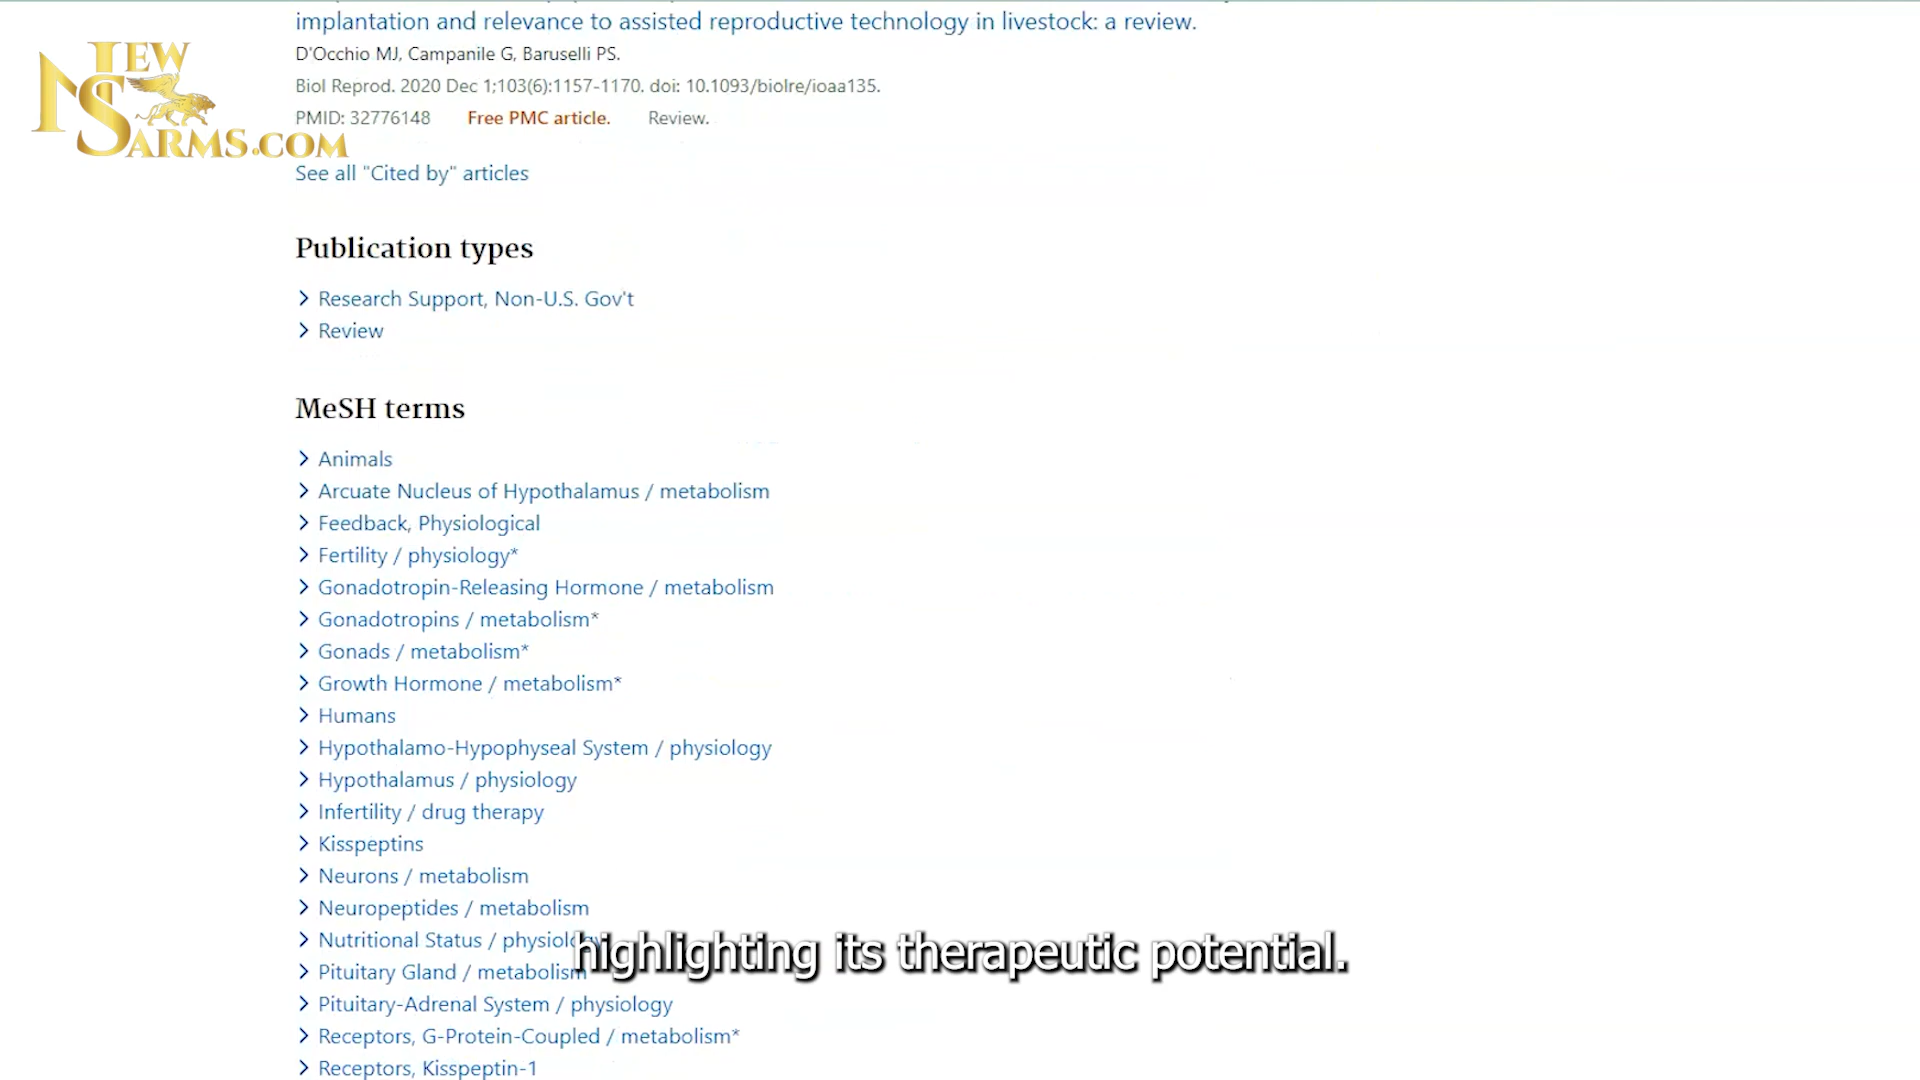 implantation and relevance to assisted reproductive technology in livestock: a review.
D'Occhio MJ, Campanile G, Baruselli PS.
Biol Reprod. 2020 Dec 1;103(6):1157-1170. doi: 10.1093/biolre/ioaa135.
PMID: 32776148 Free PMC article. Review.
NEW
SARMS.COM
See all "Cited by" articles
Publication types
Research Support, Non-U.S. Gov't
Review
MeSH terms
Animals
Arcuate Nucleus of Hypothalamus / metabolism
Feedback, Physiological
Fertility / physiology*
Gonadotropin-Releasing Hormone / metabolism
Gonadotropins / metabolism*
Gonads / metabolism*
Growth Hormone / metabolism*
Humans
Hypothalamo-Hypophyseal System / physiology
Hypothalamus / physiology
Infertility / drug therapy
Kisspeptins
Neurons / metabolism
Neuropeptides / metabolism
Nutritional Status / physiology
highlighting its therapeutic potential.
Pituitary Gland / metabolism
Pituitary-Adrenal System / physiology
Receptors, G-Protein-Coupled / metabolism*
Receptors, Kisspeptin-1